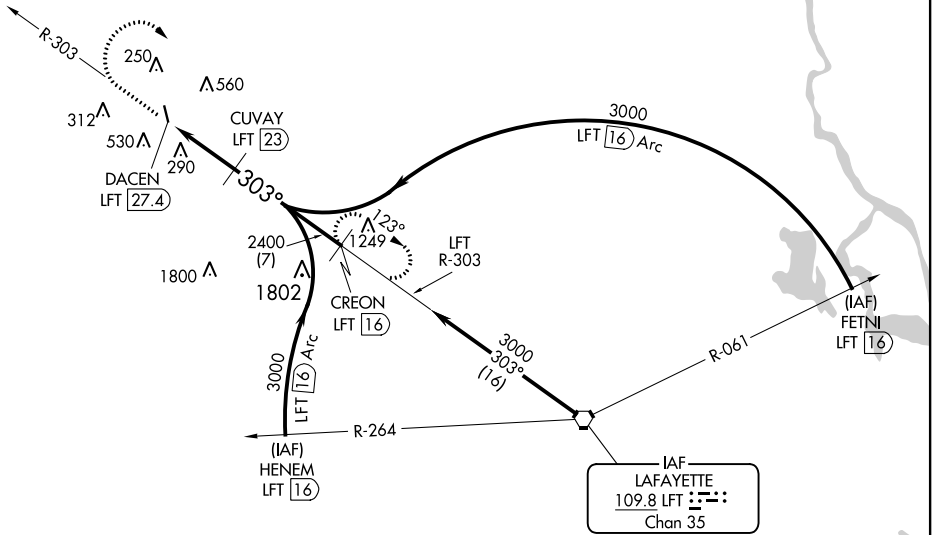 R-303
250
560
312
530
290
CUVAY
LFT 23
DACEN
LFT 27.4
303°
3000
LFT 16 Arc
123°
1249
LFT
R-303
2400
(7)
1800
1802
CREON
LFT 16
3000
LFT 16 Arc
3000
303°
(16)
R-061
(IAF)
FETNI
LFT 16
R-264
(IAF)
HENEM
LFT 16
IAF
LAFAYETTE
109.8 LFT
Chan 35